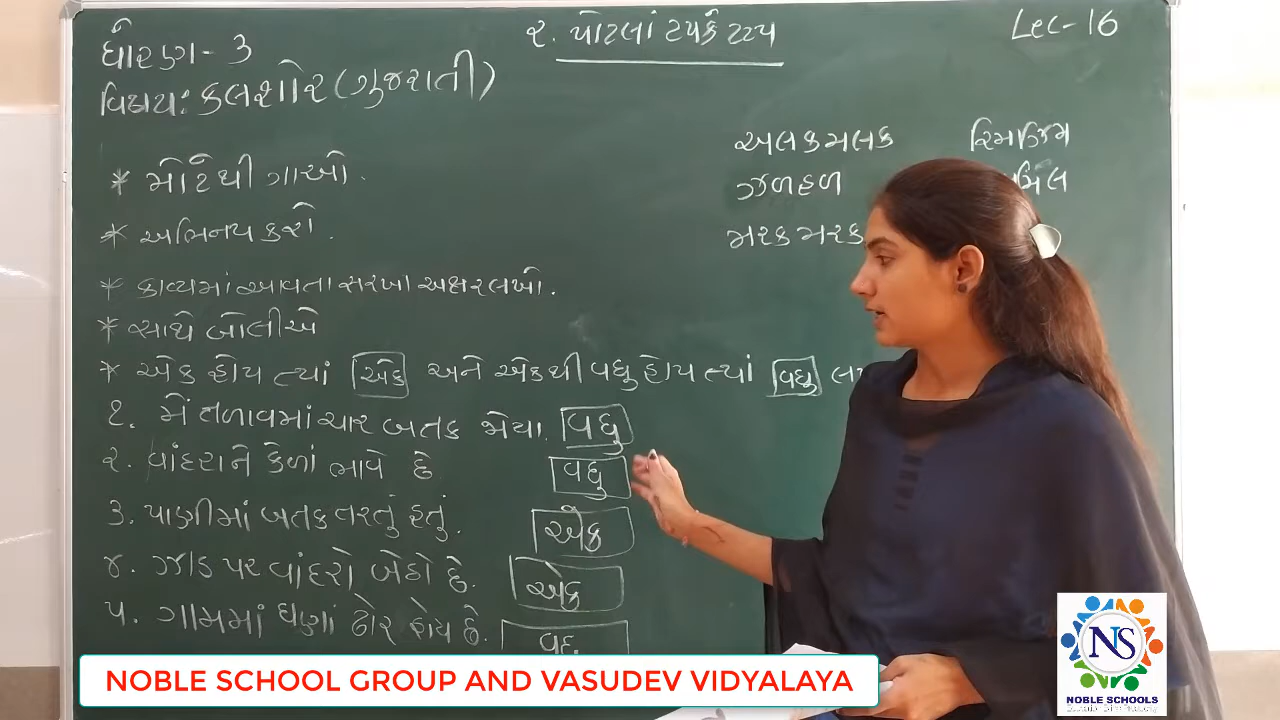 ધોરણ - 3
૨. પોટલાં ટપકે ટપ
Lec-16
વિષય: કલશોર (ગુજરાતી)
અલકમલક
રિમઝિમ
* મોટેથી ગાઓ.
ઝળહળ
* અભિનય કરો.
મરક મરક
* કાવ્યમાં આવતા સરખા અક્ષર લખો.
* સાથે બોલીએ
* એક હોય ત્યાં એક અને એકથી વધુ હોય ત્યાં વધુ
૧. મેં તળાવમાં ચાર બતક જોયા. વધુ
૨. વાંદરાને કેળાં ભાવે છે વધુ
૩. પાણીમાં બતક તરતું હતું. એક
૪. ઝાડ પર વાંદરો બેઠો છે. એક
૫. ગામમાં ઘણાં ઢોર હોય છે.
NOBLE SCHOOL GROUP AND VASUDEV VIDYALAYA
NS
NOBLE SCHOOLS